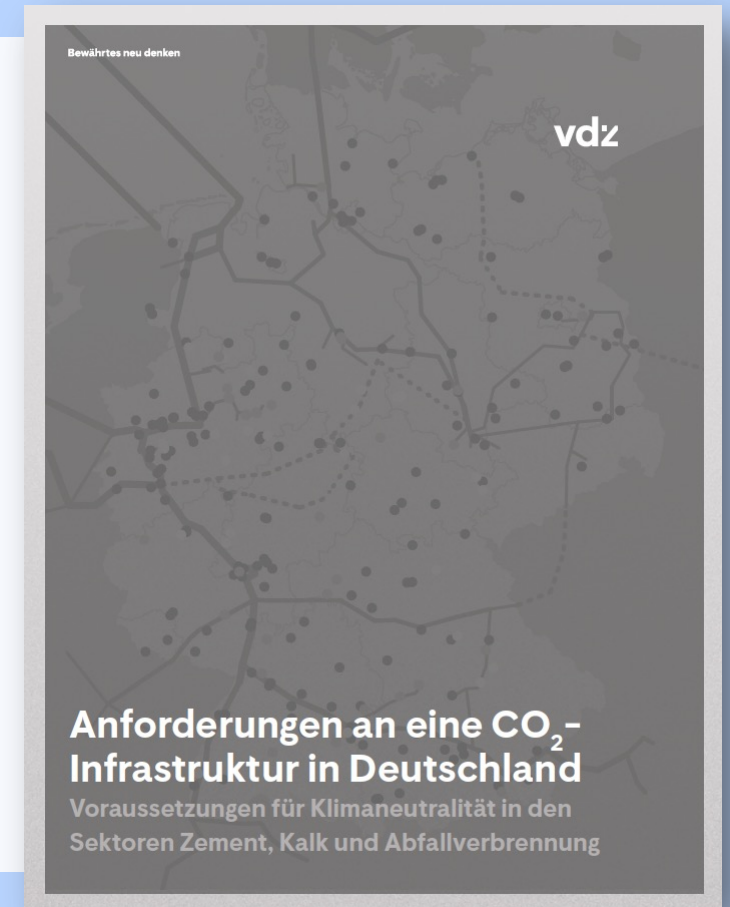 Bewährtes neu denken
vdz
Anforderungen an eine CO₂-
Infrastruktur in Deutschland
Voraussetzungen für Klimaneutralität in den
Sektoren Zement, Kalk und Abfallverbrennung